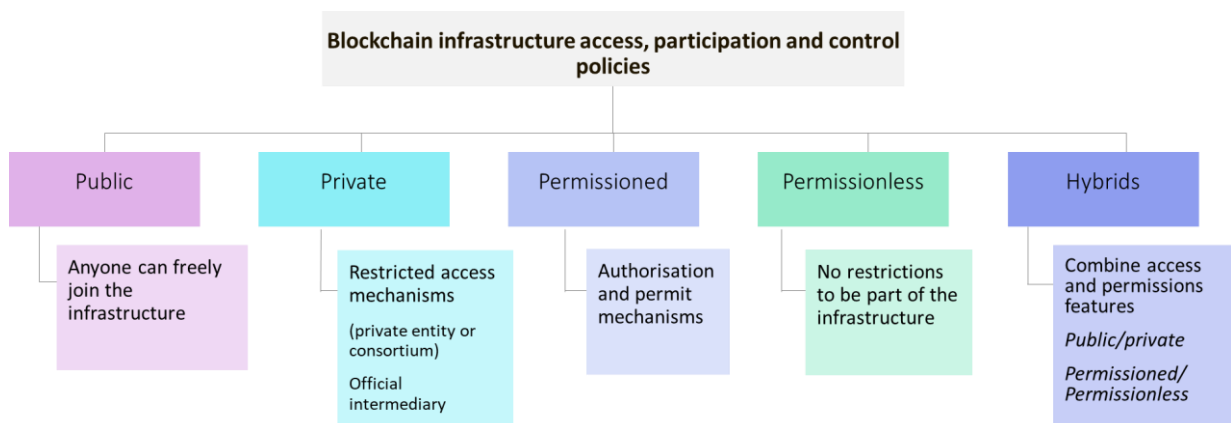 Blockchain infrastructure access, participation and control
policies
Public
Private
Permissioned
Permissionless
Hybrids
Anyone can freely
join the
infrastructure
Restricted access
mechanisms
(private entity or
consortium)
Official
intermediary
Authorisation
and permit
mechanisms
No restrictions
to be part of the
infrastructure
Combine access
and permissions
features
Public/private
Permissioned/
Permissionless